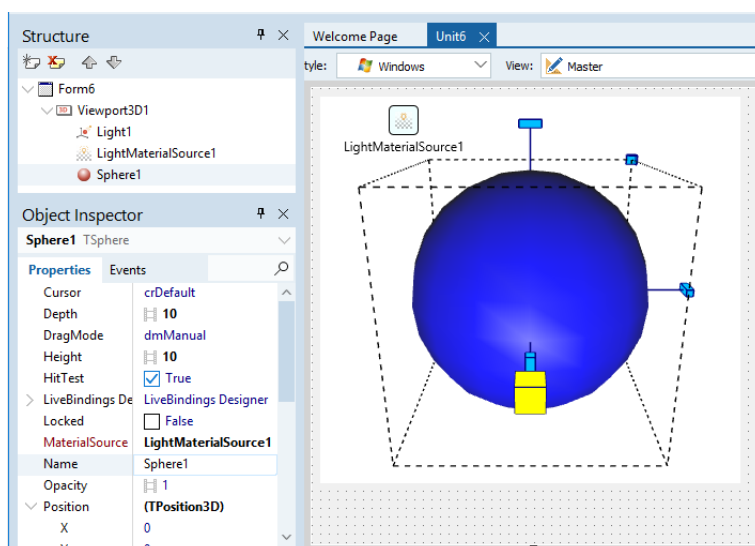 Structure
Welcome Page
Unit6
tyle:
Windows
View:
Master
Form6
3D
Viewport3D1
Light1
LightMaterialSource1
Sphere1
LightMaterialSource1
Object Inspector
Sphere1 TSphere
Properties Events
Cursor crDefault
Depth 10
DragMode dmManual
Height 10
HitTest True
LiveBindings De LiveBindings Designer
Locked False
MaterialSource LightMaterialSource1
Name Sphere1
Opacity 1
Position (TPosition3D)
X 0